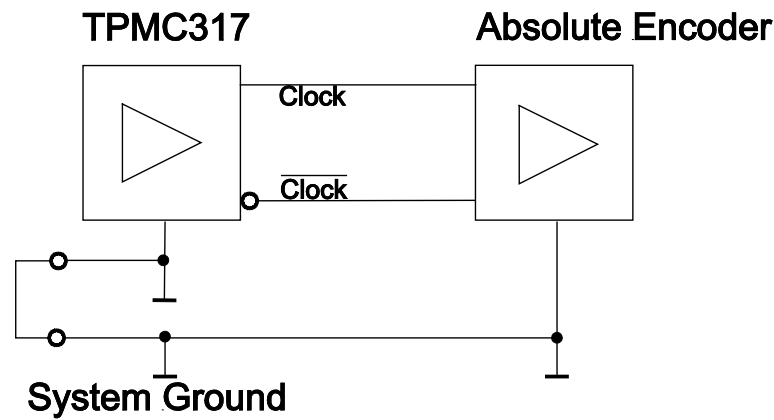 TPMC317
Absolute Encoder
Clock
Clock
System Ground